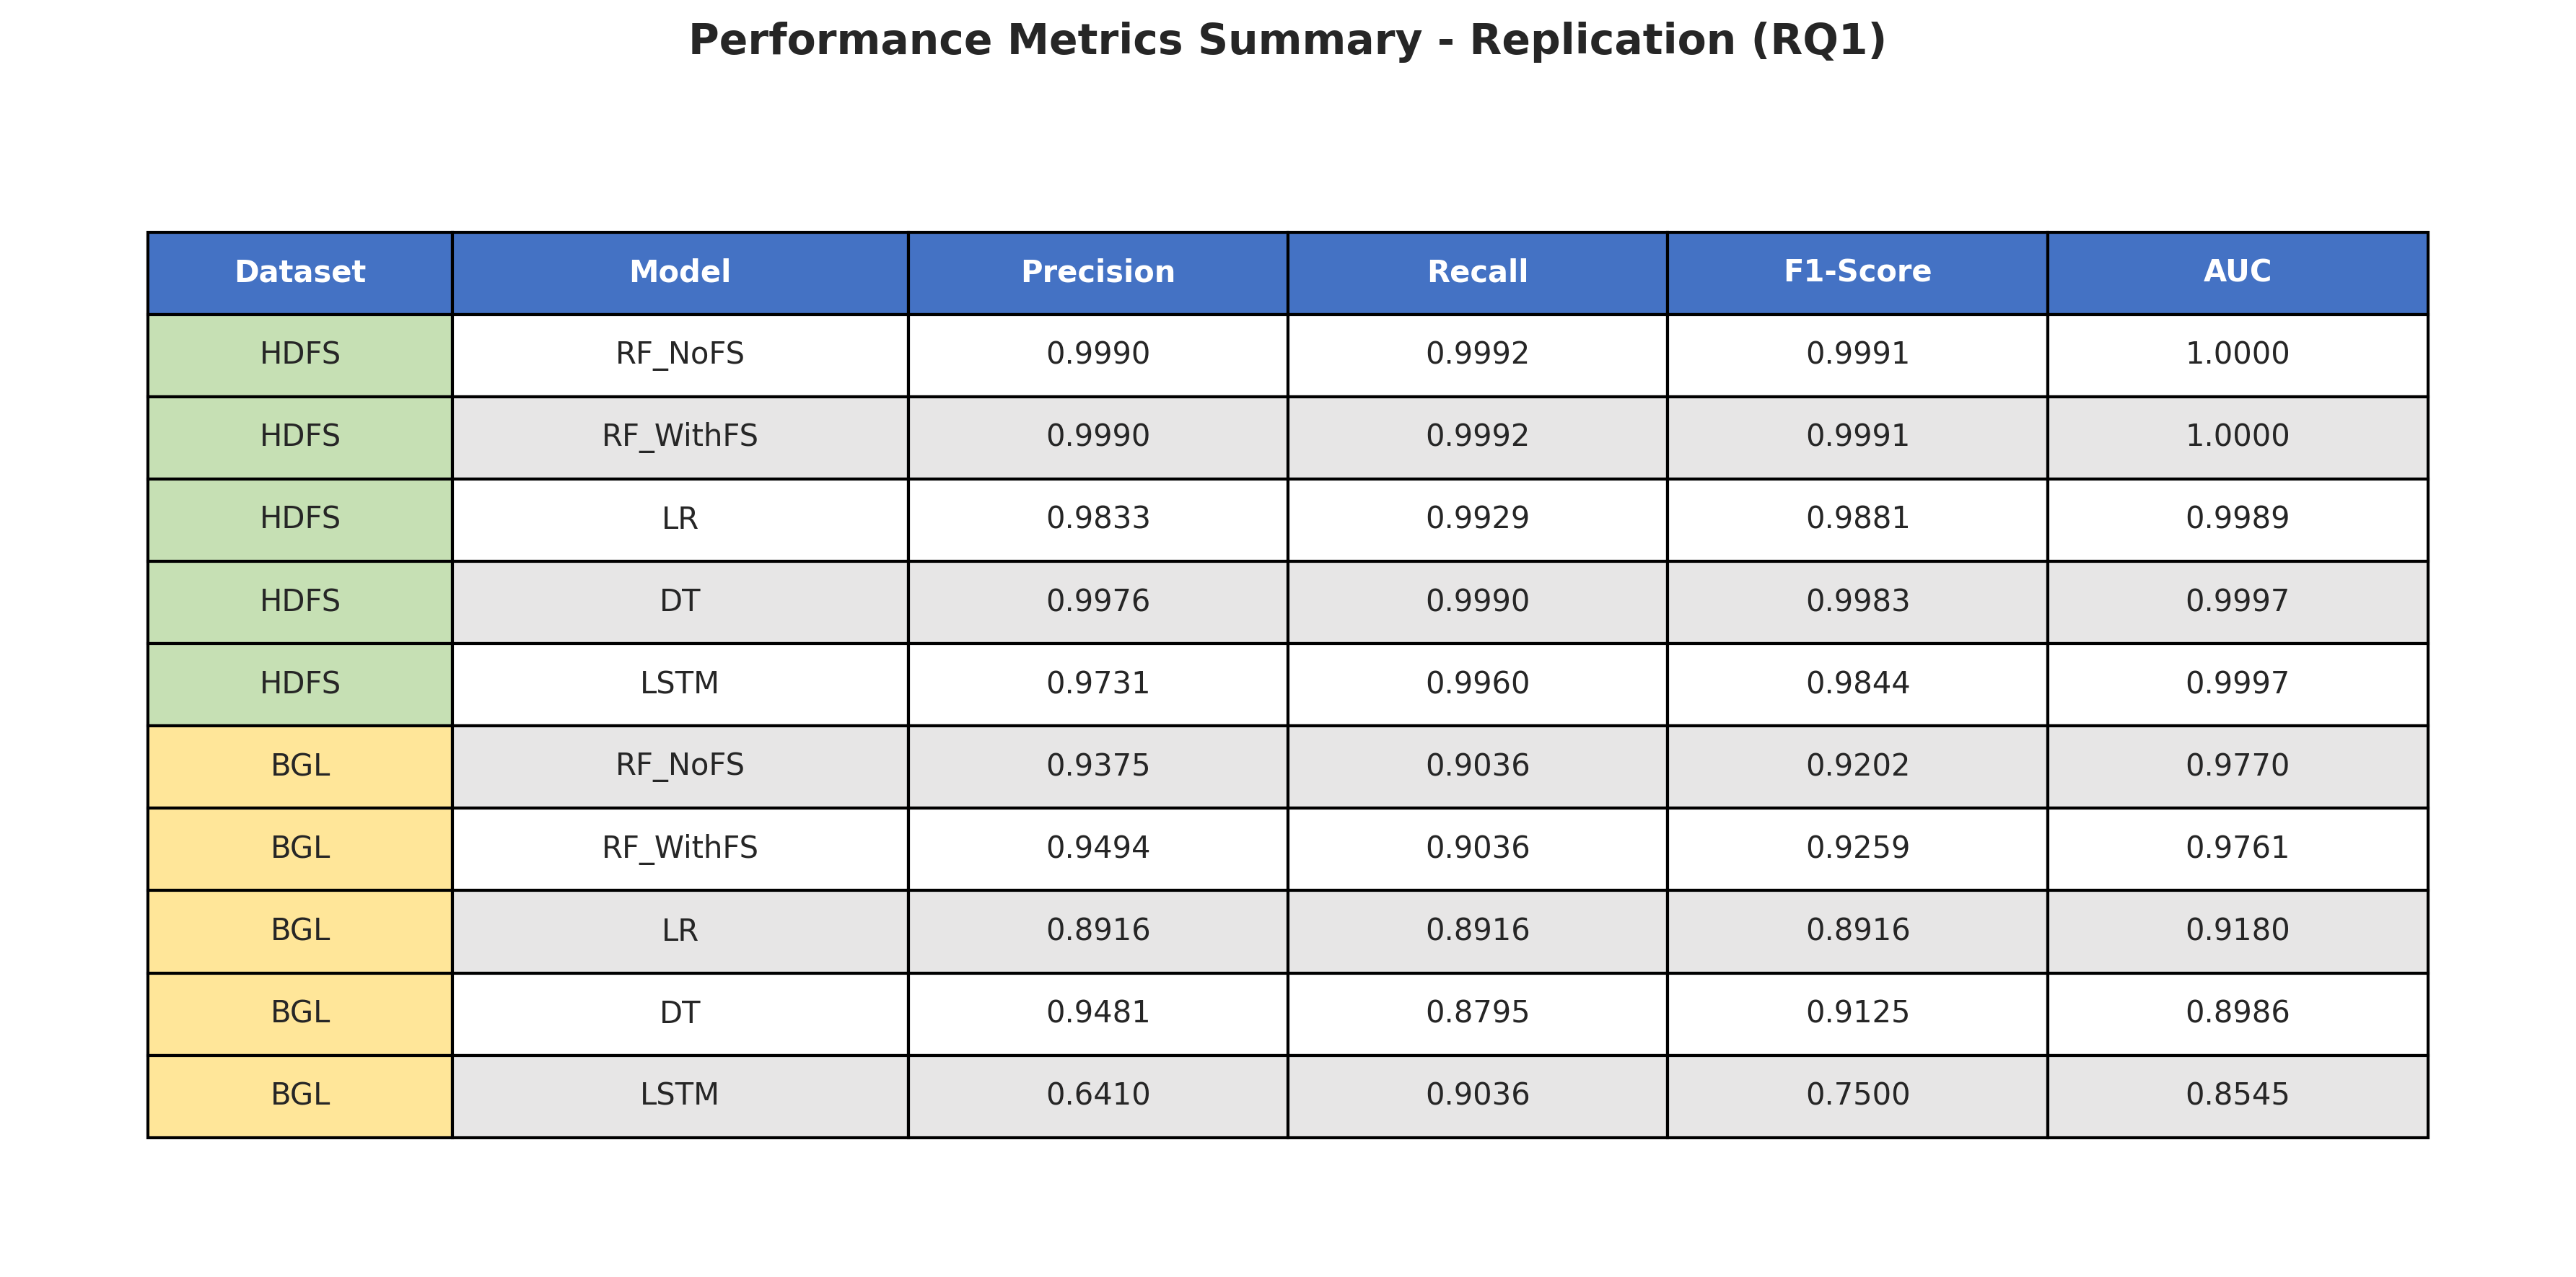 Performance Metrics Summary - Replication (RQ1)
Dataset Model Precision Recall F1-Score AUC
HDFS RF_NoFS 0.9990 0.9992 0.9991 1.0000
HDFS RF_WithFS 0.9990 0.9992 0.9991 1.0000
HDFS LR 0.9833 0.9929 0.9881 0.9989
HDFS DT 0.9976 0.9990 0.9983 0.9997
HDFS LSTM 0.9731 0.9960 0.9844 0.9997
BGL RF_NoFS 0.9375 0.9036 0.9202 0.9770
BGL RF_WithFS 0.9494 0.9036 0.9259 0.9761
BGL LR 0.8916 0.8916 0.8916 0.9180
BGL DT 0.9481 0.8795 0.9125 0.8986
BGL LSTM 0.6410 0.9036 0.7500 0.8545